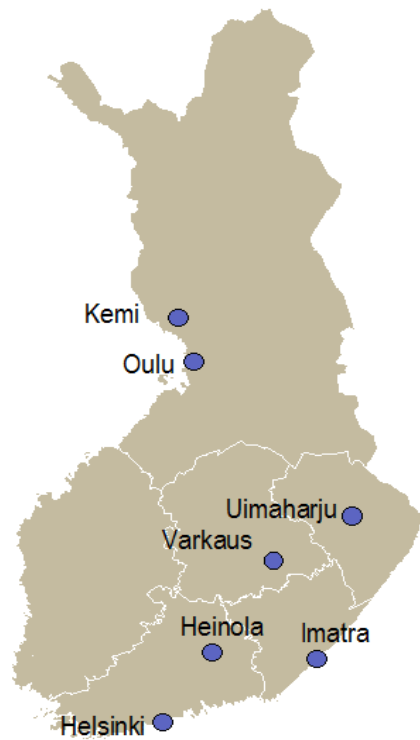 Kemi
Oulu
Uimaharju
Varkaus
Heinola
Imatra
Helsinki